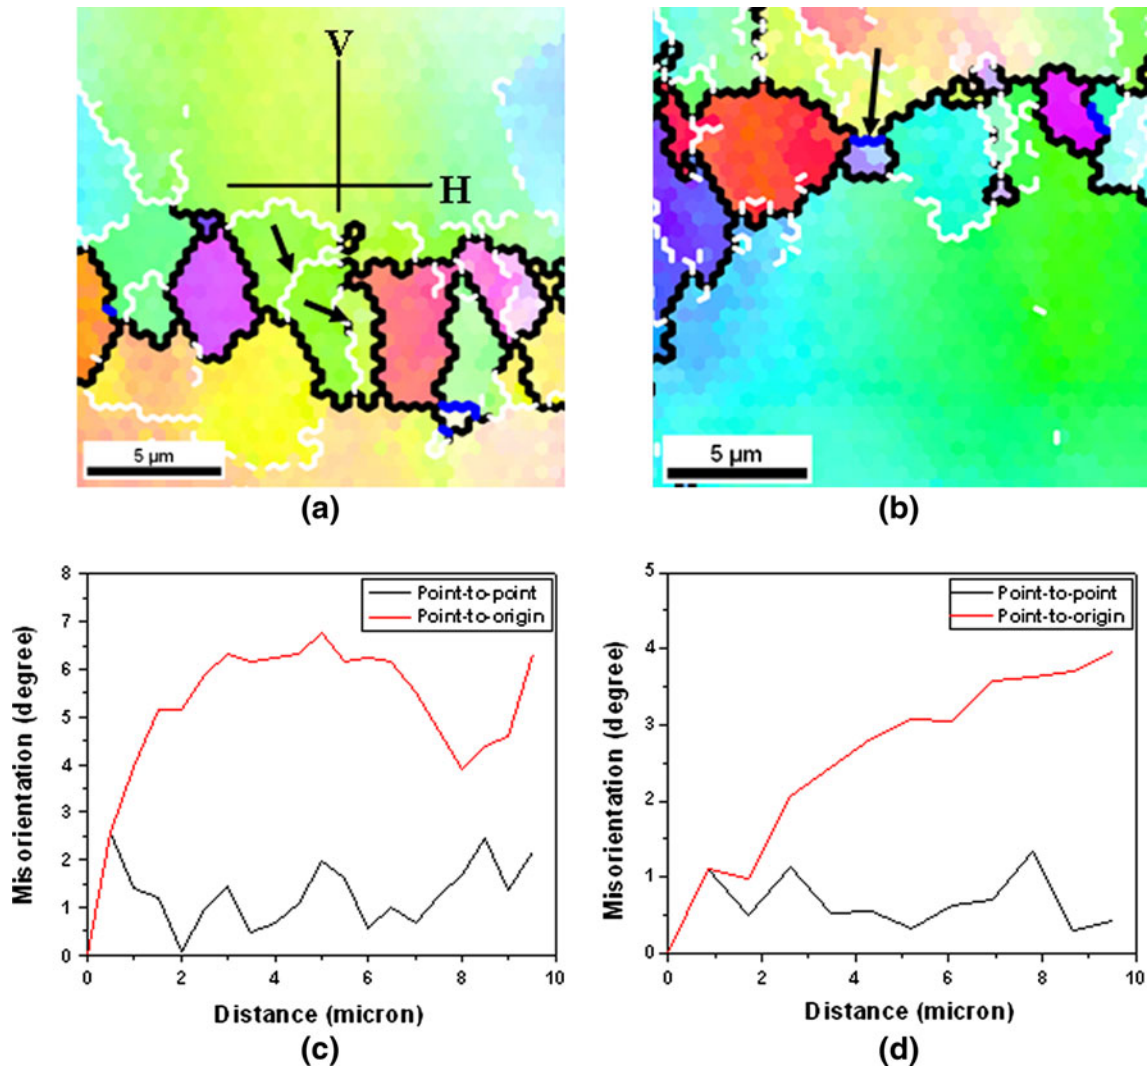 V
H
5 µm
5 µm
(a)
(b)
8
7
6
5
4
3
2
1
0
Misorientation (degree)
Point-to-point
Point-to-origin
0 2 4 6 8 10
Distance (micron)
(c)
5
4
3
2
1
0
Misorientation (degree)
Point-to-point
Point-to-origin
0 2 4 6 8 10
Distance (micron)
(d)